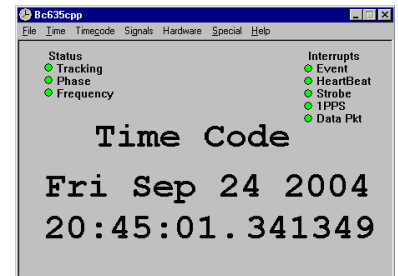 Bc635cpp
File Time Timecode Signals Hardware Special Help
Status
Tracking
Phase
Frequency
Interrupts
Event
HeartBeat
Strobe
1PPS
Data Pkt
Time Code
Fri Sep 24 2004
20:45:01.341349